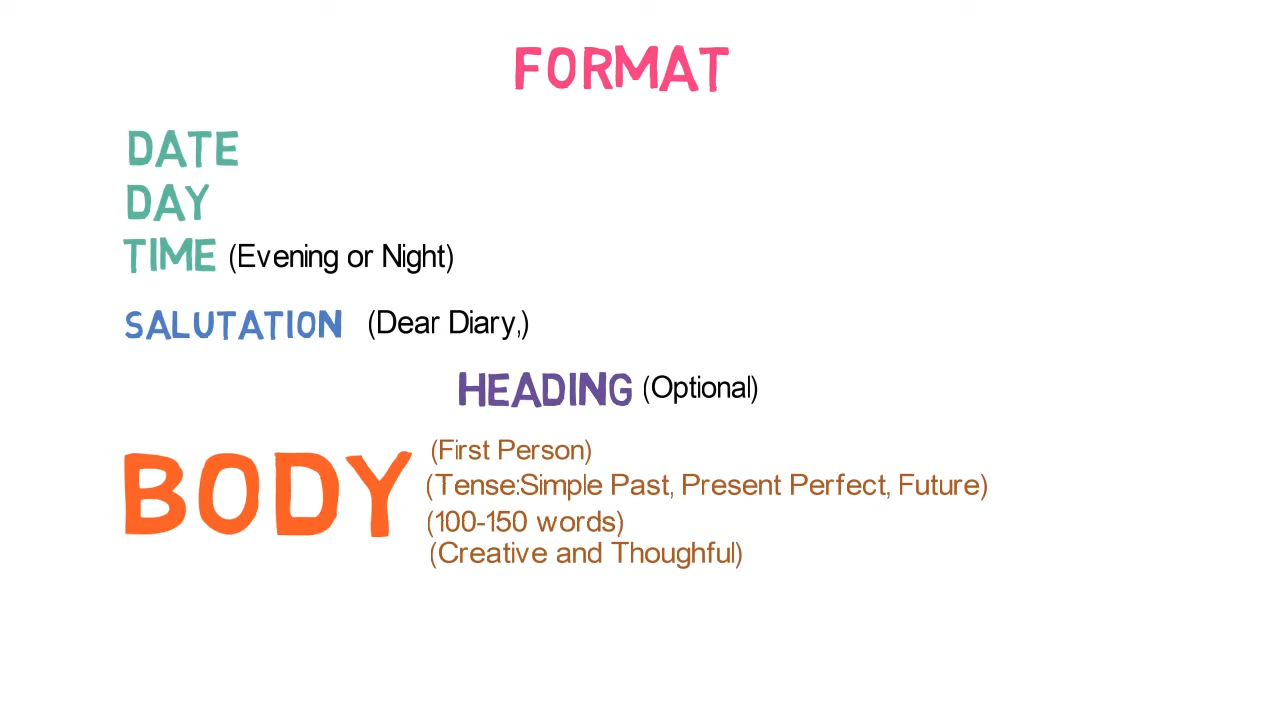 FORMAT
DATE
DAY
TIME (Evening or Night)
SALUTATION (Dear Diary,)
HEADING (Optional)
BODY (First Person)
(Tense:Simple Past, Present Perfect, Future)
(100-150 words)
(Creative and Thoughful)